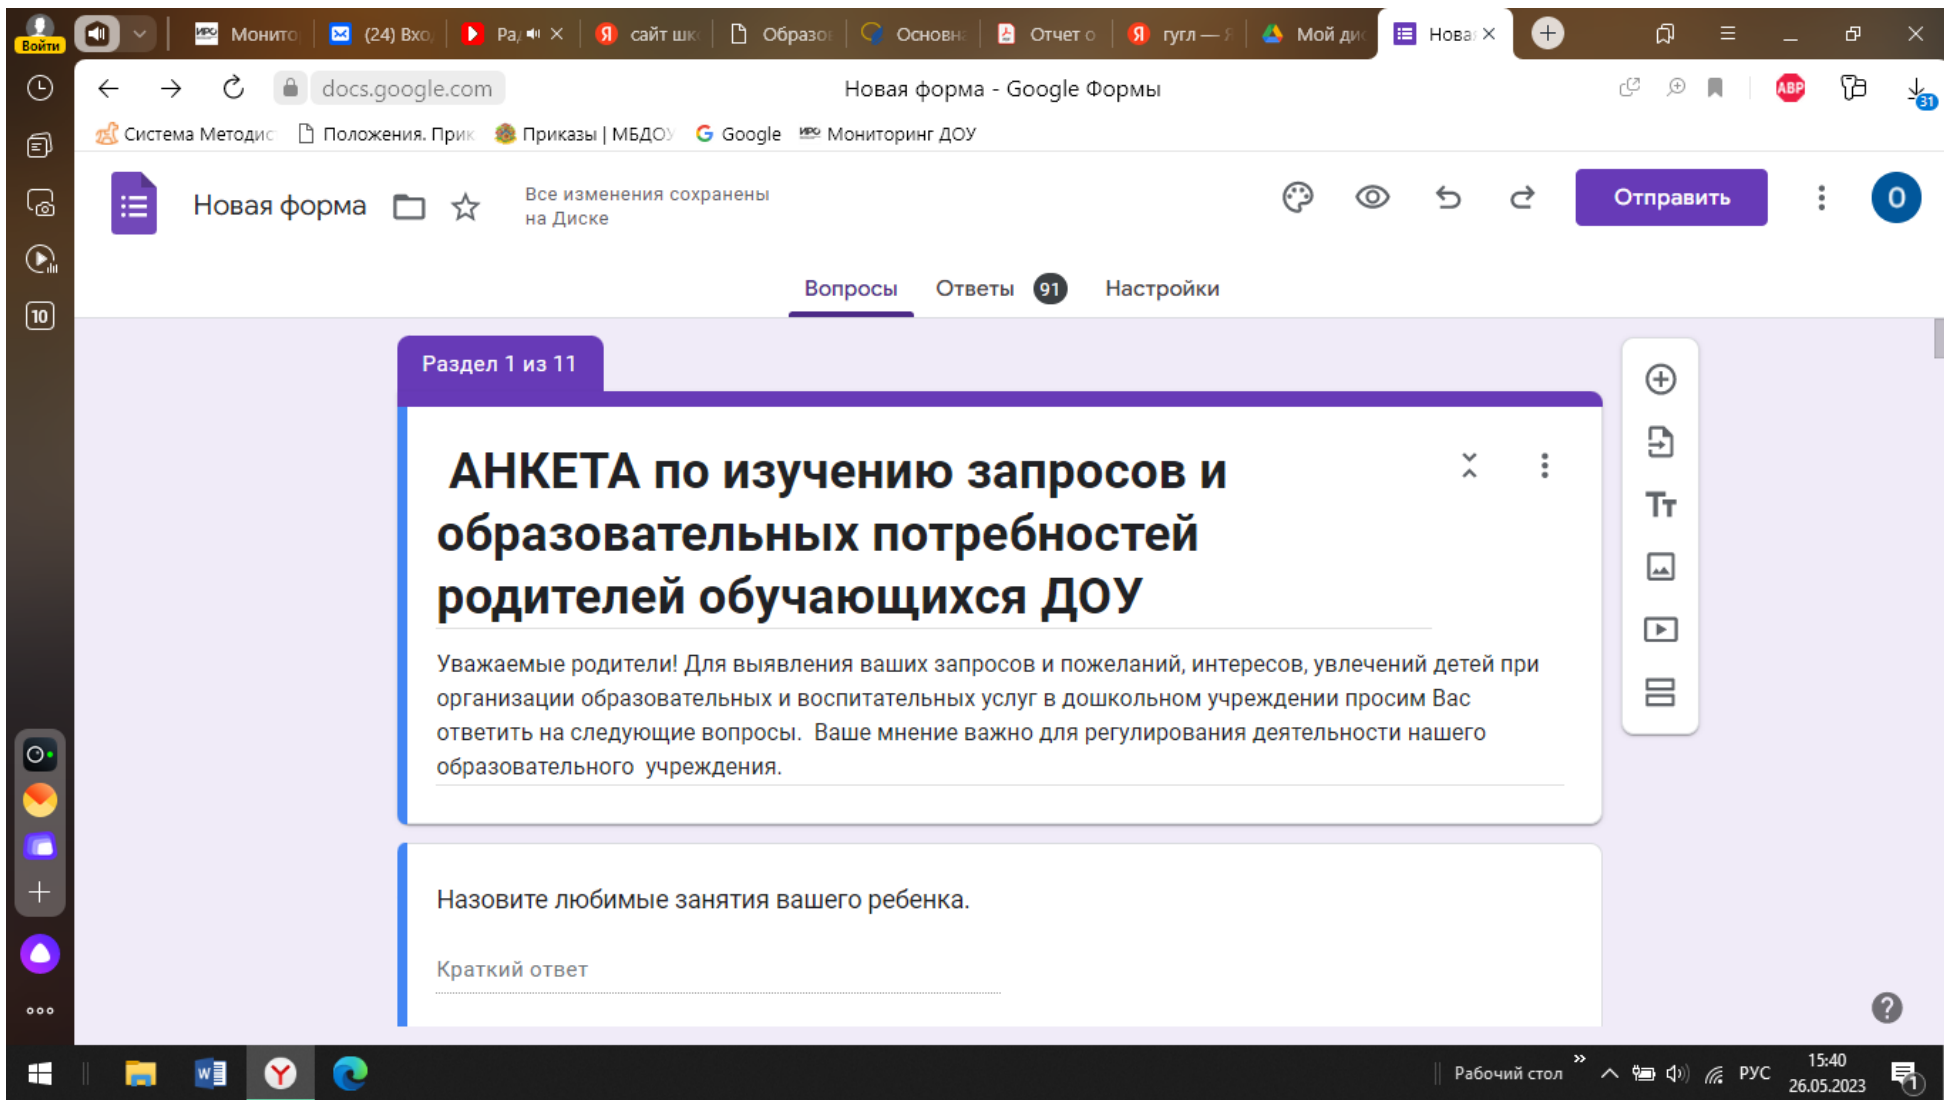 Войти
Монито
(24) Вхо
Ра
сайт шк
Образо
Основн
Отчет о
гугл — Я
Мой дис
Новая
docs.google.com
Новая форма - Google Формы
ABP
31
Система Методис
Положения. Прик
Приказы | МБДОУ
Google
Мониторинг ДОУ
10
Новая форма
Все изменения сохранены
на Диске
Отправить
О
Вопросы
Ответы 91
Настройки
Раздел 1 из 11
АНКЕТА по изучению запросов и
образовательных потребностей
родителей обучающихся ДОУ
Уважаемые родители! Для выявления ваших запросов и пожеланий, интересов, увлечений детей при
организации образовательных и воспитательных услуг в дошкольном учреждении просим Вас
ответить на следующие вопросы. Ваше мнение важно для регулирования деятельности нашего
образовательного учреждения.
Назовите любимые занятия вашего ребенка.
Краткий ответ
Рабочий стол
РУС
15:40
26.05.2023
1